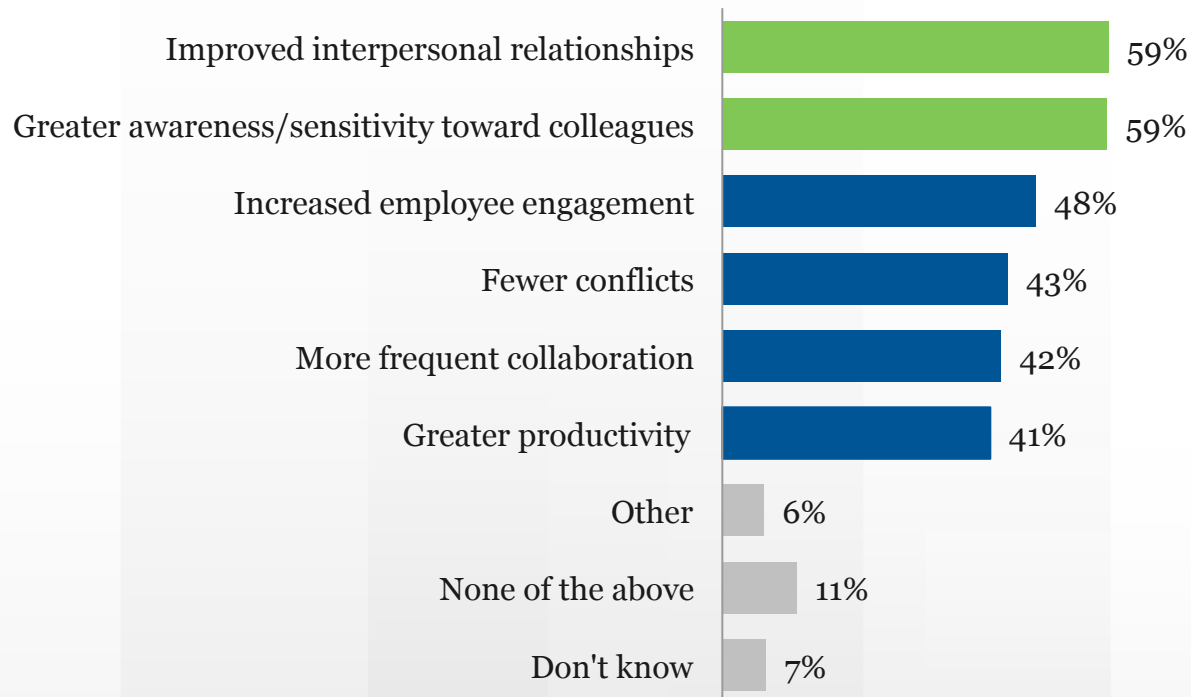 Improved interpersonal relationships 59%
Greater awareness/sensitivity toward colleagues 59%
Increased employee engagement 48%
Fewer conflicts 43%
More frequent collaboration 42%
Greater productivity 41%
Other 6%
None of the above 11%
Don't know 7%